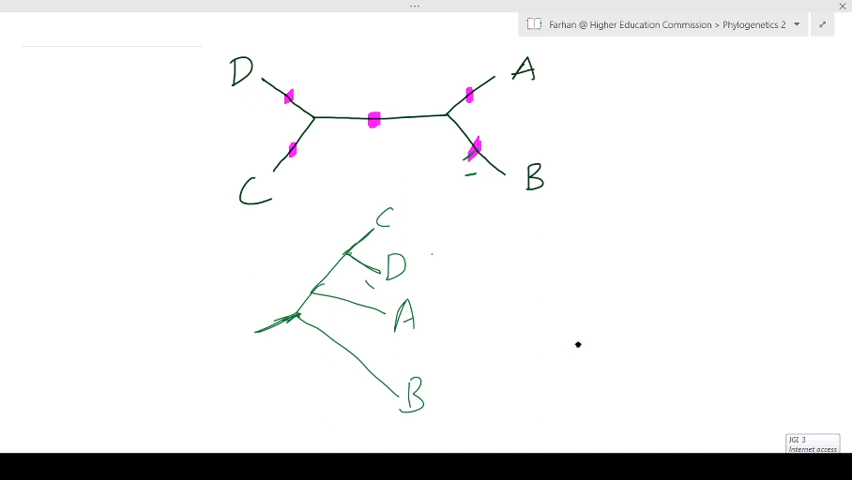 ...
Farhan @ Higher Education Commission > Phylogenetics 2
D
A
C
B
C
D
A
B
JGI 3
Internet access